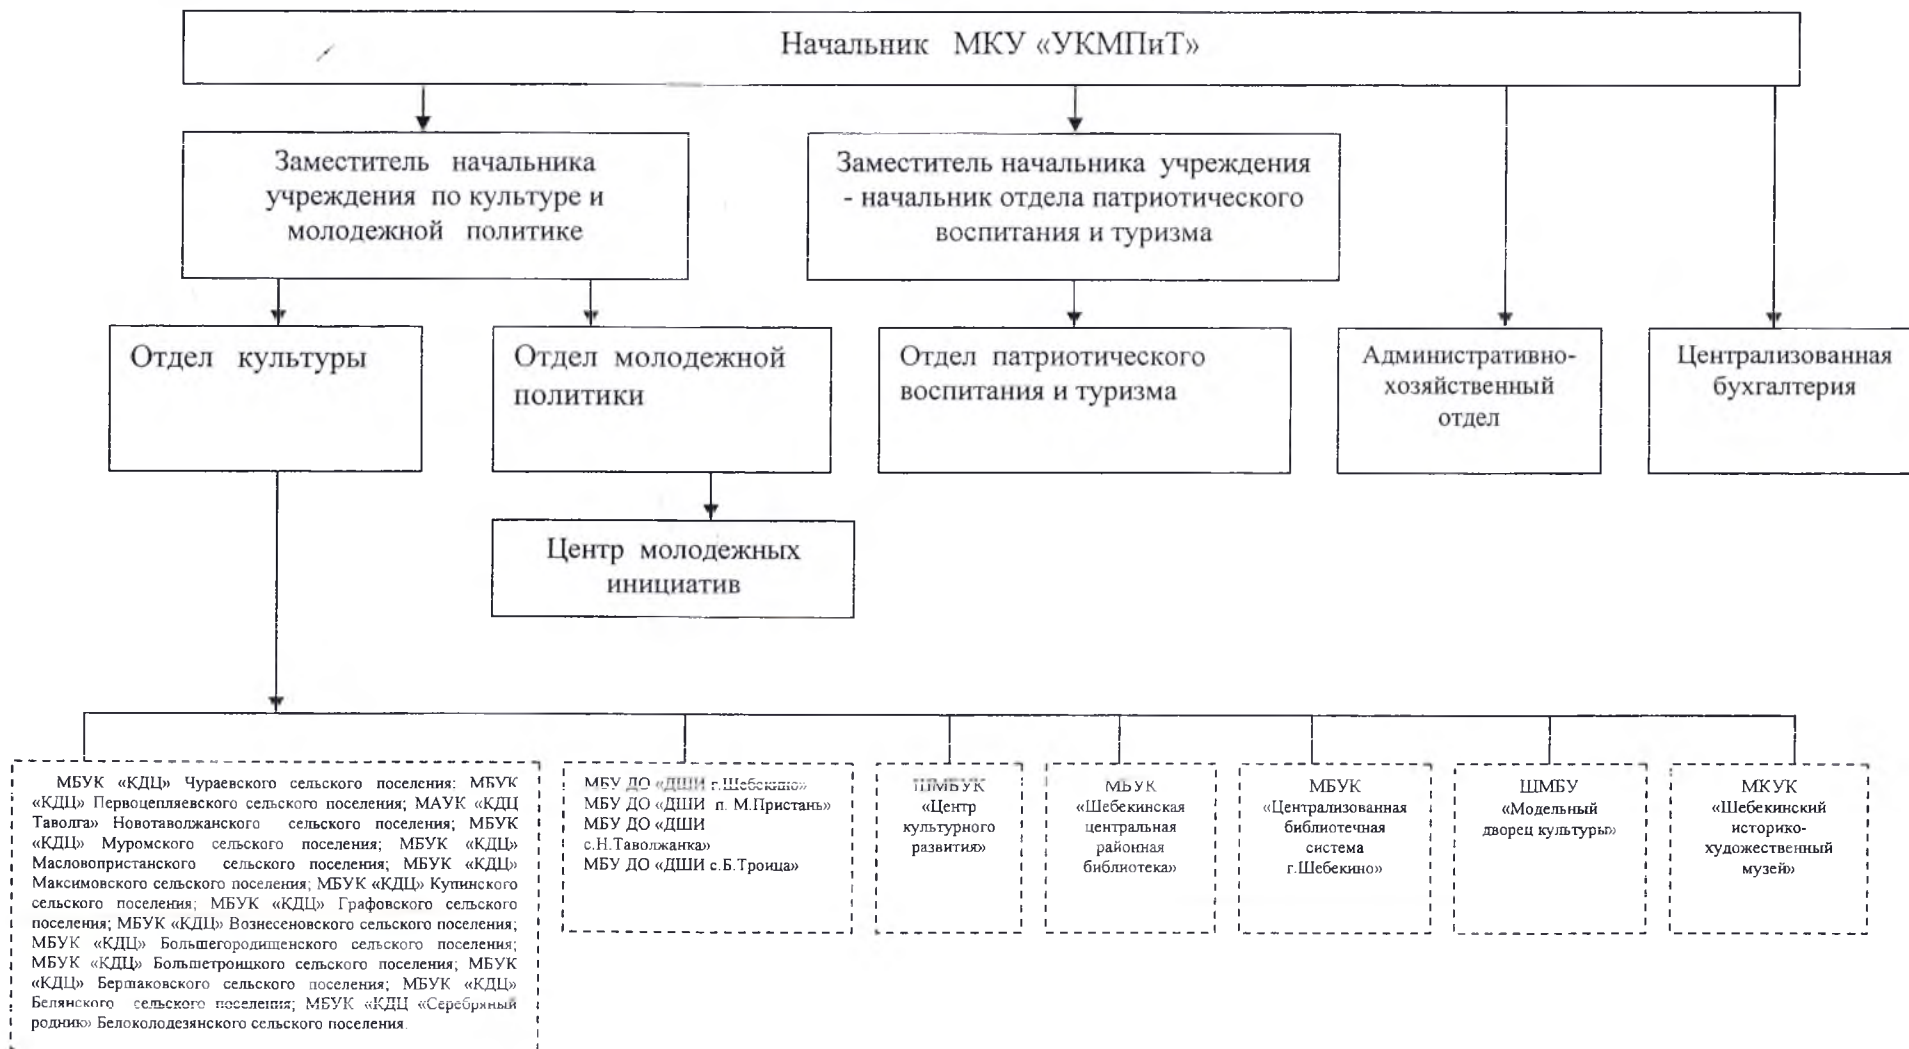 Начальник МКУ «УКМПиТ»
Заместитель начальника
учреждения по культуре и
молодежной политике
Заместитель начальника учреждения
- начальник отдела патриотического
воспитания и туризма
Отдел культуры
Отдел молодежной
политики
Отдел патриотического
воспитания и туризма
Административно-
хозяйственный
отдел
Централизованная
бухгалтерия
Центр молодежных
инициатив
МБУК «КДЦ» Чураевского сельского поселения: МБУК
«КДЦ» Первоцепляевского сельского поселения; МАУК «КДЦ
Таволга» Новотаволжанского сельского поселения; МБУК
«КДЦ» Муромского сельского поселения; МБУК «КДЦ»
Масловопристанского сельского поселения; МБУК «КДЦ»
Максимовского сельского поселения; МБУК «КДЦ» Купинского
сельского поселения; МБУК «КДЦ» Графовского сельского
поселения; МБУК «КДЦ» Вознесеновского сельского поселения;
МБУК «КДЦ» Большегородищенского сельского поселения;
МБУК «КДЦ» Большетроицкого сельского поселения; МБУК
«КДЦ» Бершаковского сельского поселения; МБУК «КДЦ»
Белянского сельского поселения; МБУК «КДЦ «Серебряный
родник» Белоколодезянского сельского поселения.
МБУ ДО «ДШИ г.Шебекино»
МБУ ДО «ДШИ п. М.Пристань»
МБУ ДО «ДШИ
с.Н.Таволжанка»
МБУ ДО «ДШИ с.Б.Троица»
ШМБУК
«Центр
культурного
развития»
МБУК
«Шебекинская
центральная
районная
библиотека»
МБУК
«Централизованная
библиотечная
система
г.Шебекино»
ШМБУ
«Модельный
дворец культуры»
МКУК
«Шебекинский
историко-
художественный
музей»